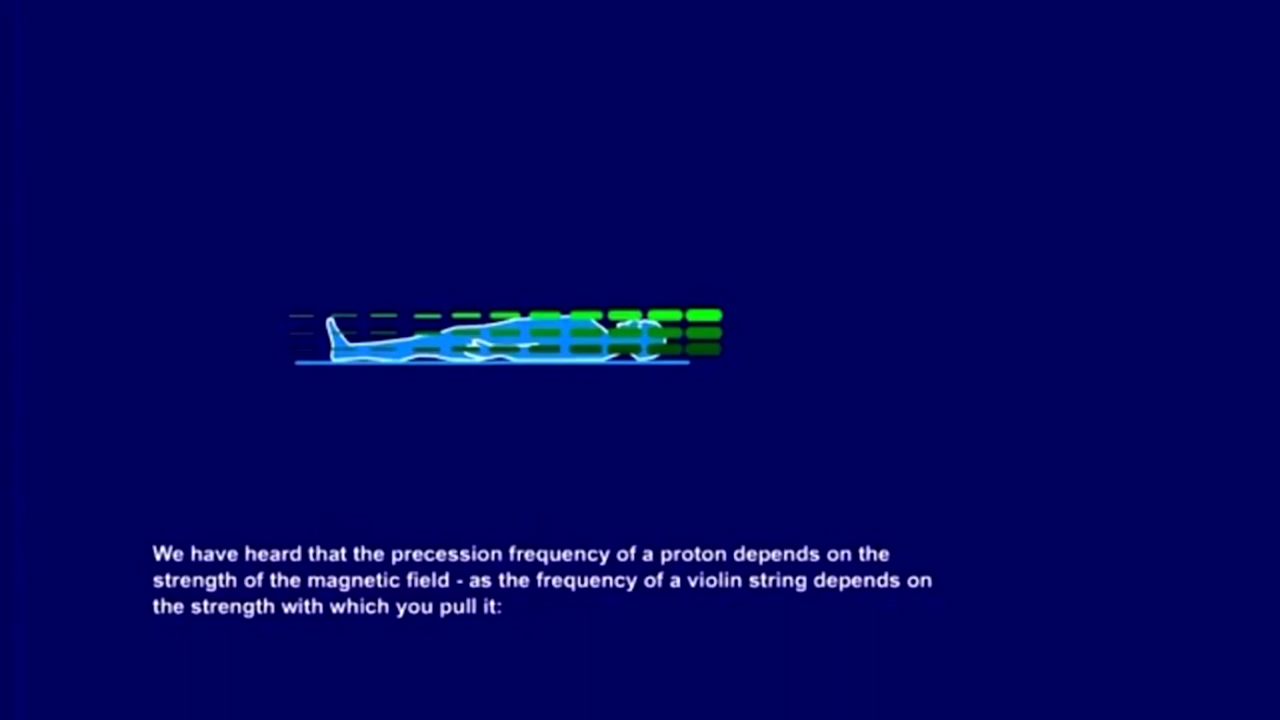 We have heard that the precession frequency of a proton depends on the
strength of the magnetic field - as the frequency of a violin string depends on
the strength with which you pull it: